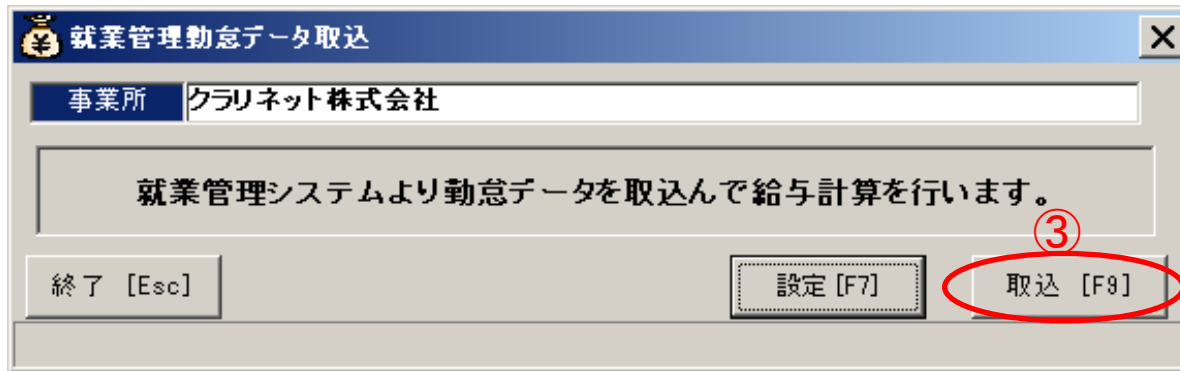 就業管理勤怠データ取込
事業所 クラリネット株式会社
就業管理システムより勤怠データを取込んで給与計算を行います。
③
終了 [Esc] 設定 [F7] 取込 [F9]